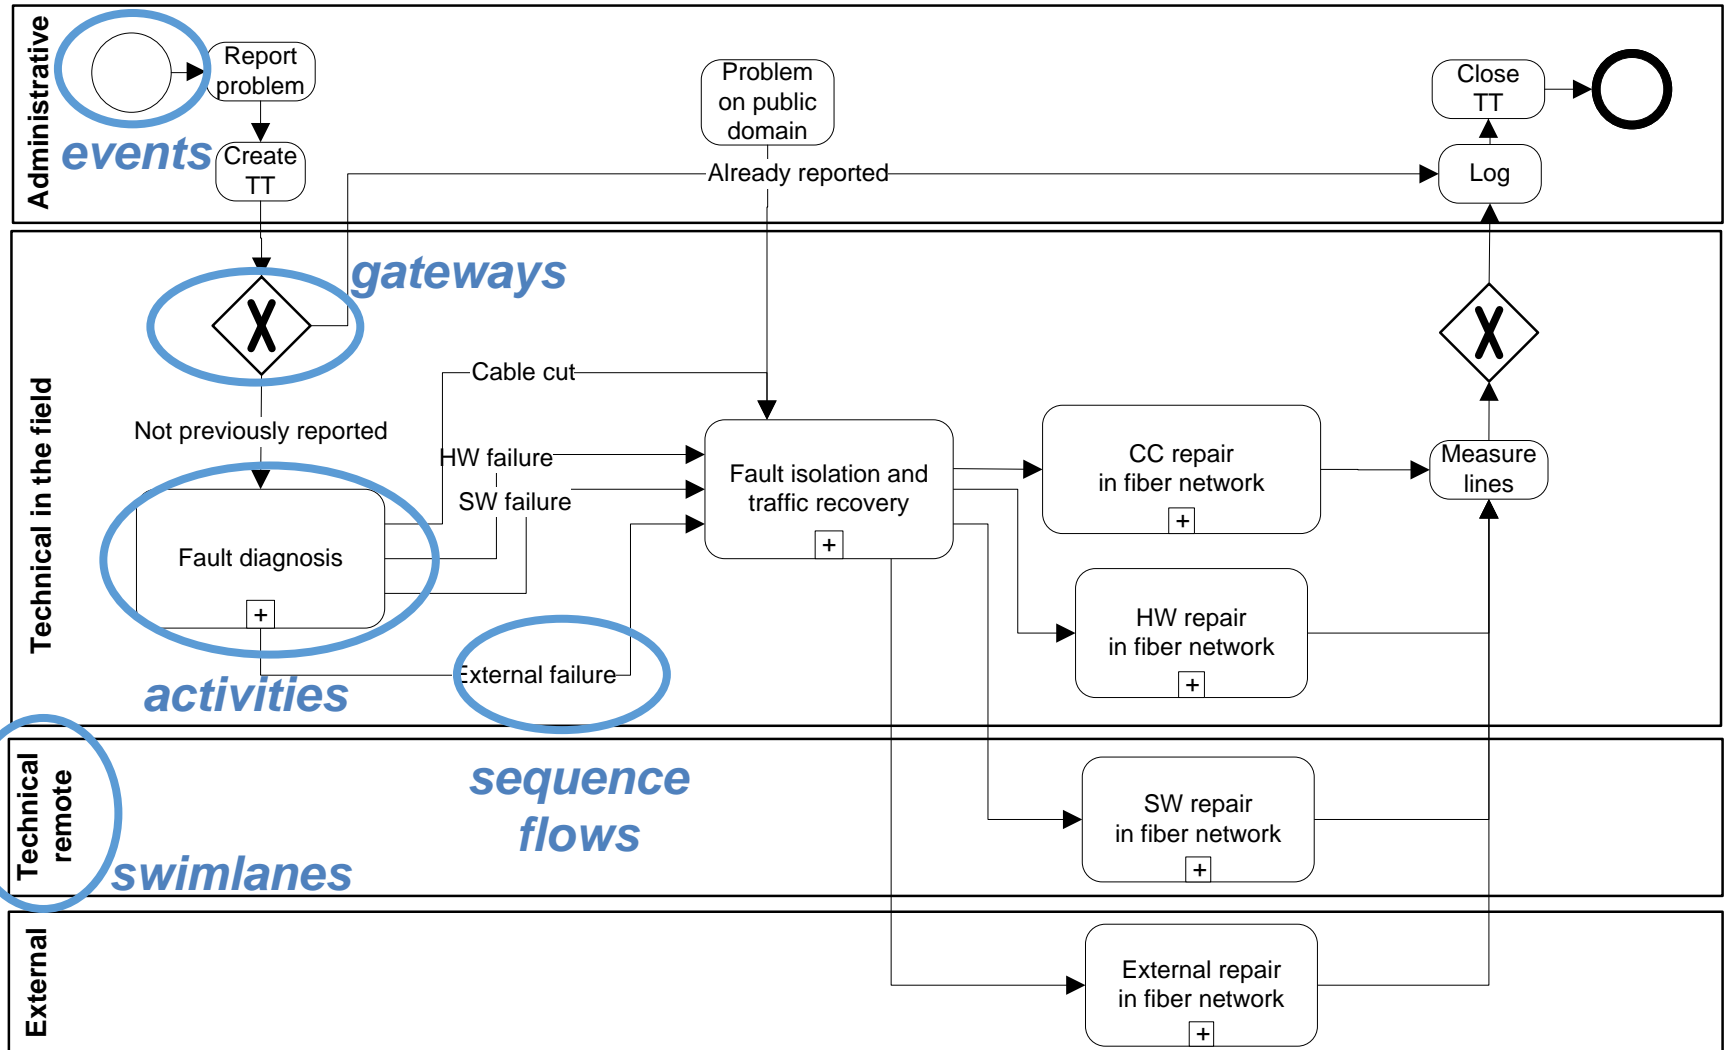 Administrative
Report
problem
events
Create
TT
Problem
on public
domain
Already reported
Close
TT
Log
Technical in the field
gateways
X
X
Not previously reported
Cable cut
HW failure
SW failure
Fault diagnosis
+
External failure
activities
Fault isolation and
traffic recovery
+
CC repair
in fiber network
+
Measure
lines
HW repair
in fiber network
+
Technical
remote
swimlanes
sequence
flows
SW repair
in fiber network
+
External
External repair
in fiber network
+